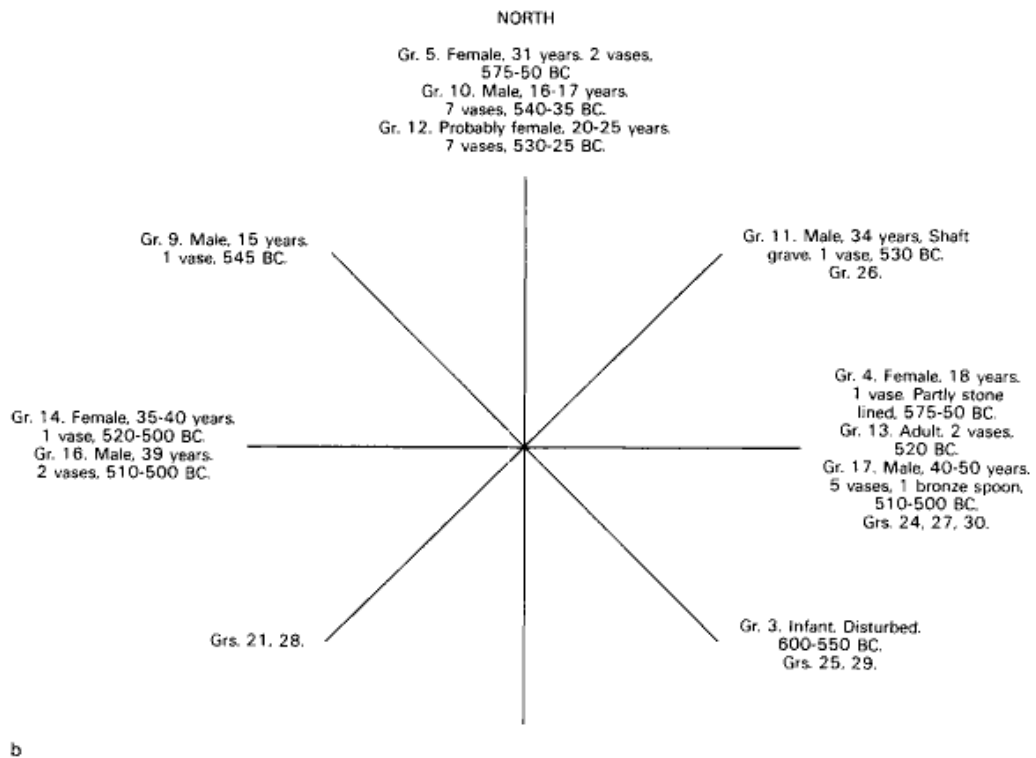 NORTH
Gr. 5. Female, 31 years. 2 vases,
575-50 BC
Gr. 10. Male, 16-17 years.
7 vases, 540-35 BC.
Gr. 12. Probably female, 20-25 years.
7 vases, 530-25 BC.
Gr. 9. Male, 15 years.
1 vase, 545 BC.
Gr. 11. Male, 34 years, Shaft
grave. 1 vase, 530 BC.
Gr. 26.
Gr. 14. Female, 35-40 years.
1 vase, 520-500 BC.
Gr. 16. Male, 39 years.
2 vases, 510-500 BC.
Gr. 4. Female, 18 years.
1 vase. Partly stone
lined, 575-50 BC.
Gr. 13. Adult. 2 vases,
520 BC.
Gr. 17. Male, 40-50 years.
5 vases, 1 bronze spoon,
510-500 BC.
Grs. 24, 27, 30.
Grs. 21, 28.
Gr. 3. Infant. Disturbed.
600-550 BC.
Grs. 25, 29.
b